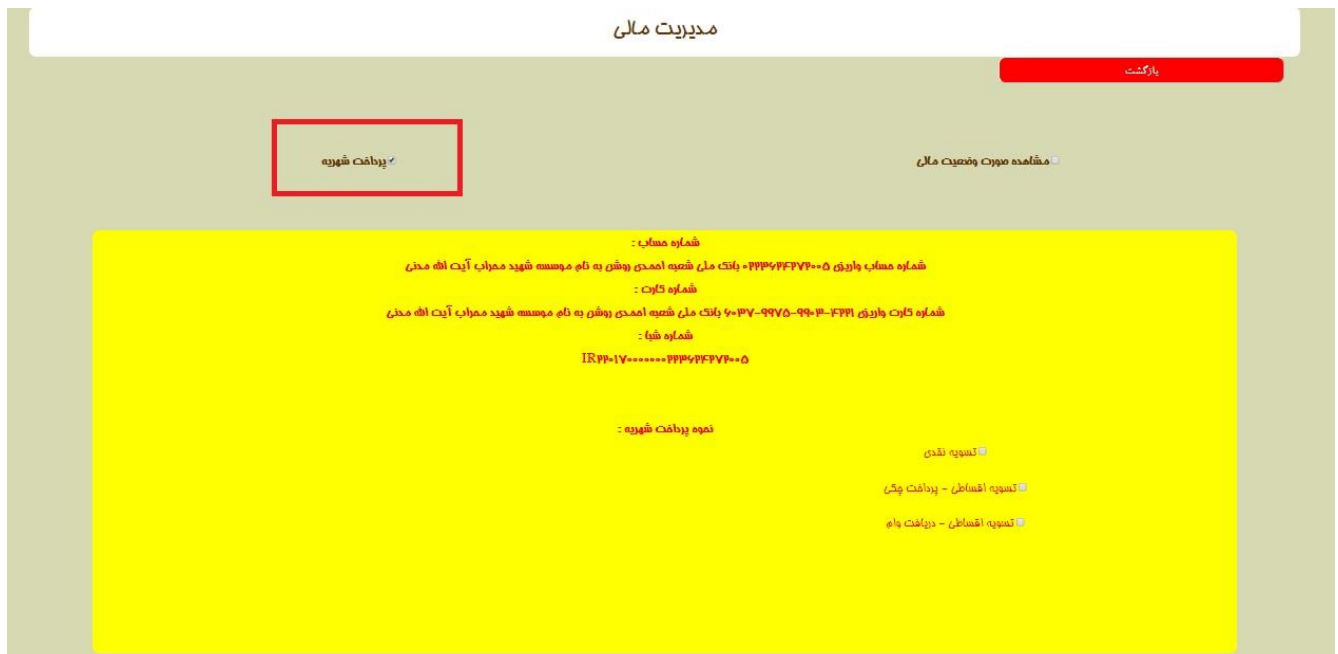 مدیریت مالی
بازگشت
مشاهده صورت وضعیت مالی
پرداخت شهریه
شماره حساب :
شماره حساب واریزی ۰۲۲۳۶۲۴۲۷۲۰۰۵ بانک ملی شعبه احمدی روشن به نام موسسه شهید محراب آیت الله مدنی
شماره کارت :
شماره کارت واریزی ۴۲۲۱-۹۹۰۳-۹۹۷۵-۶۰۳۷ بانک ملی شعبه احمدی روشن به نام موسسه شهید محراب آیت الله مدنی
شماره شبا :
IR۲۲۰۱۷۰۰۰۰۰۰۰۲۲۳۶۲۴۲۷۲۰۰۵
نحوه پرداخت شهریه :
تسویه نقدی
تسویه اقساطی - پرداخت چکی
تسویه اقساطی - دریافت وام